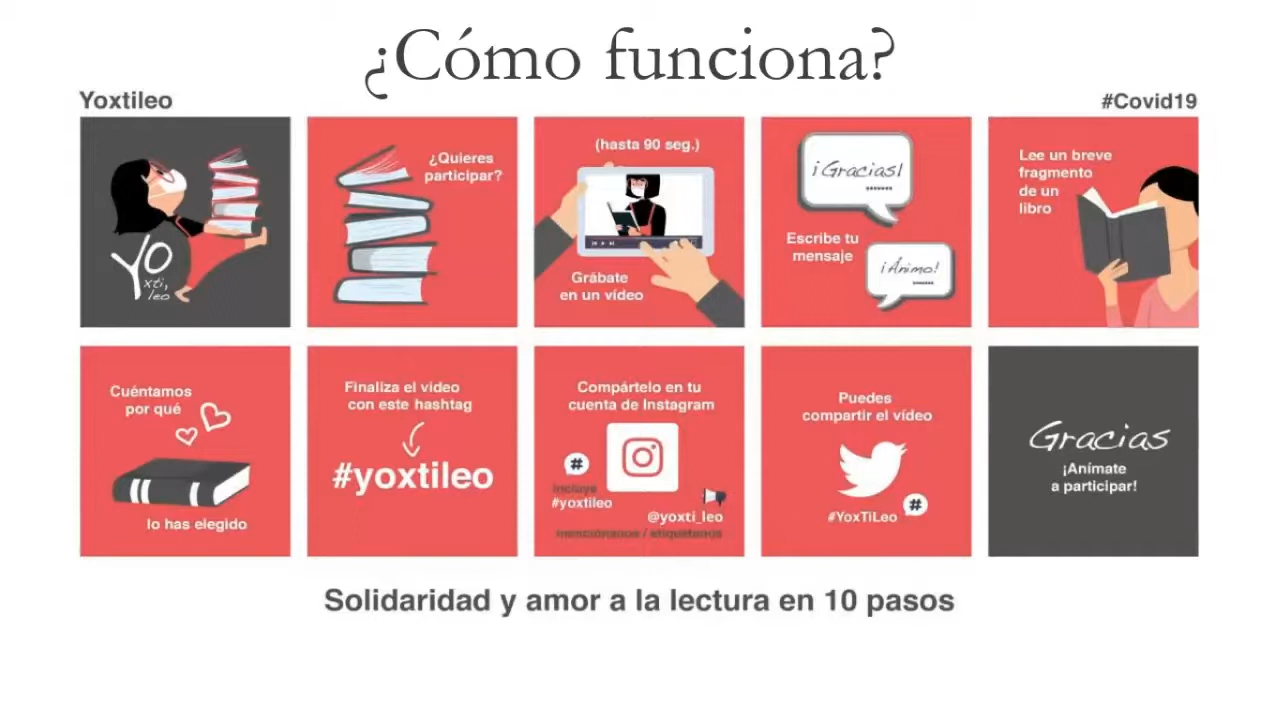 ¿Cómo funciona?
Yoxtileo
#Covid19
Yo
xti,
leo
¿Quieres
participar?
(hasta 90 seg.)
Grábate
en un vídeo
¡Gracias!
Escribe tu
mensaje
¡Ánimo!
Lee un breve
fragmento
de un
libro
Cuéntamos
por qué
lo has elegido
Finaliza el video
con este hashtag
#yoxtileo
Compártelo en tu
cuenta de Instagram
#
incluye
#yoxtileo
@yoxti_leo
menciónanos / etiquétanos
Puedes
compartir el vídeo
#YoxTiLeo
#
Gracias
¡Anímate
a participar!
Solidaridad y amor a la lectura en 10 pasos